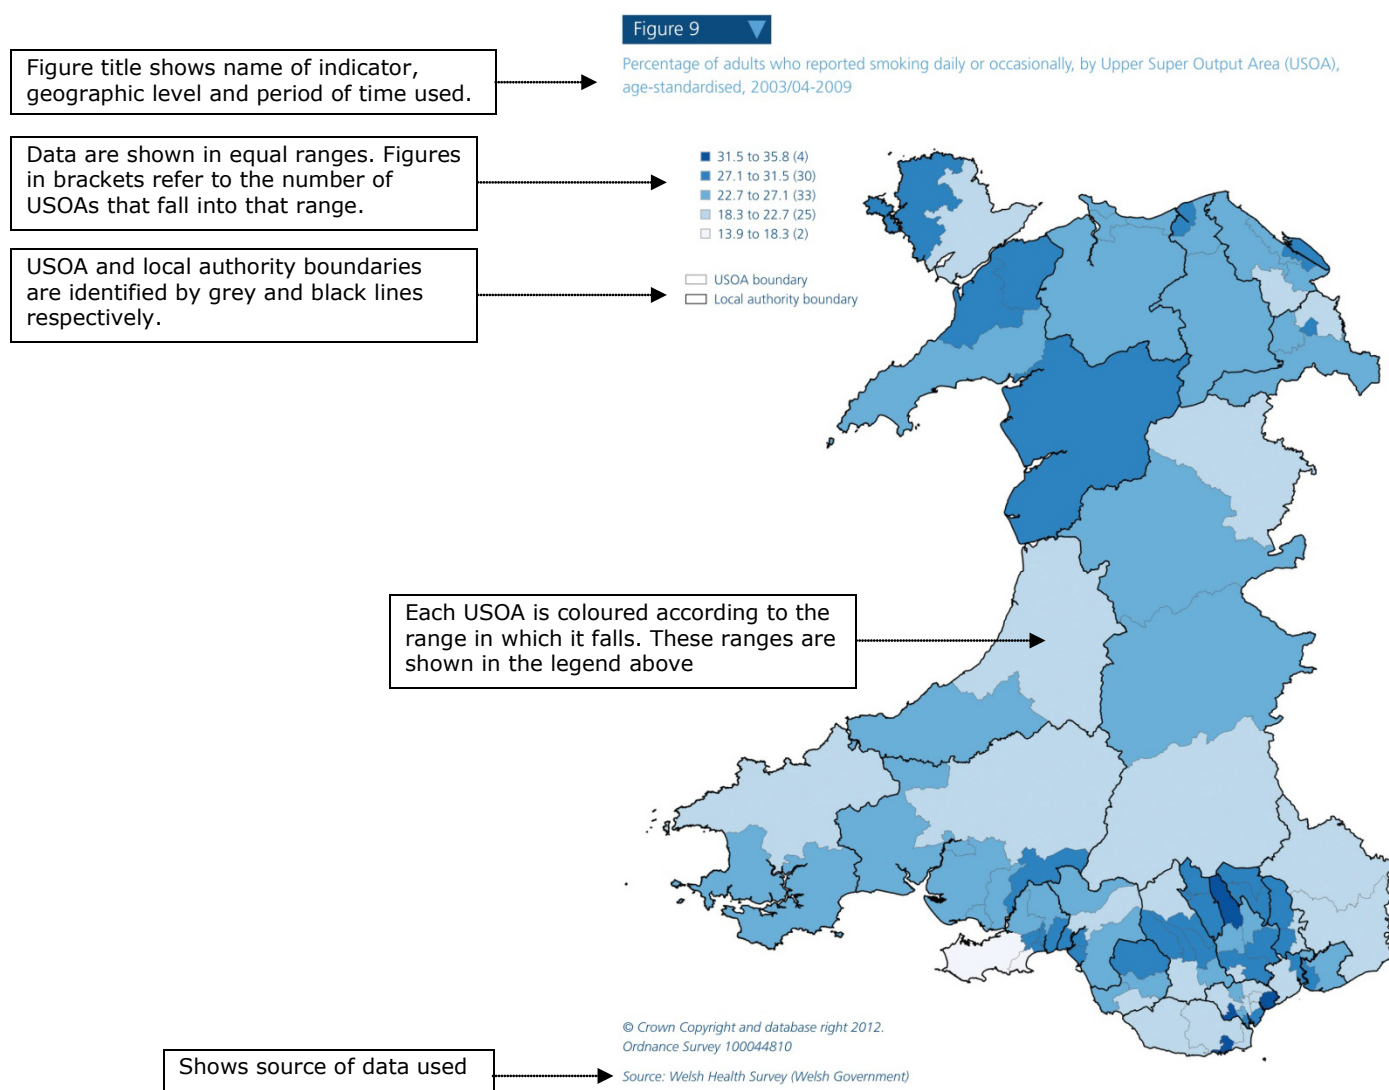 Figure 9
Figure title shows name of indicator,
geographic level and period of time used.
Percentage of adults who reported smoking daily or occasionally, by Upper Super Output Area (USOA),
age-standardised, 2003/04-2009
Data are shown in equal ranges. Figures
in brackets refer to the number of
USOAs that fall into that range.
31.5 to 35.8 (4)
27.1 to 31.5 (30)
22.7 to 27.1 (33)
18.3 to 22.7 (25)
13.9 to 18.3 (2)
USOA and local authority boundaries
are identified by grey and black lines
respectively.
USOA boundary
Local authority boundary
Each USOA is coloured according to the
range in which it falls. These ranges are
shown in the legend above
© Crown Copyright and database right 2012.
Ordnance Survey 100044810
Shows source of data used
Source: Welsh Health Survey (Welsh Government)